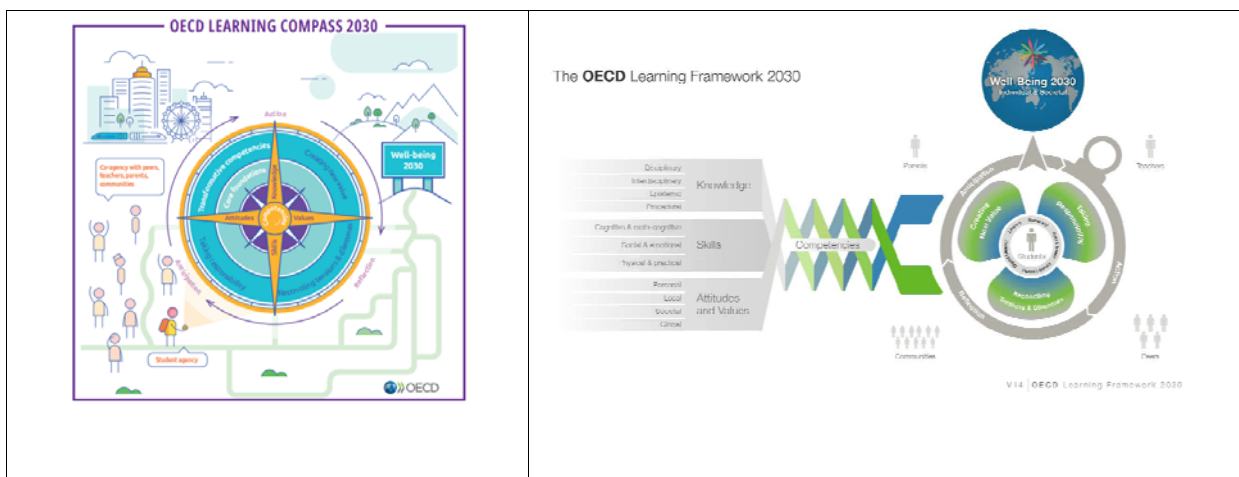 OECD LEARNING COMPASS 2030
Action
Co-agency with peers,
teachers, parents,
communities
Transformative competencies
Creating new value
Core foundations
Knowledge
Well-being
2030
Attitudes
Values
Skills
Taking responsibility
Reconciling tensions & dilemmas
Anticipation
Reflection
Student agency
OECD
The OECD Learning Framework 2030
Well-Being 2030
Individual & Societal
Disciplinary
Interdisciplinary
Epistemic
Procedural
Knowledge
Cognitive & meta-cognitive
Social & emotional
Physical & practical
Skills
Personal
Local
Societal
Global
Attitudes
and Values
Competencies
Parents
Teachers
Anticipation
Creating
New Value
Taking
Responsibility
Students
Reconciling
Tensions & Dilemmas
Action
Reflection
Communities
Peers
V14 | OECD Learning Framework 2030